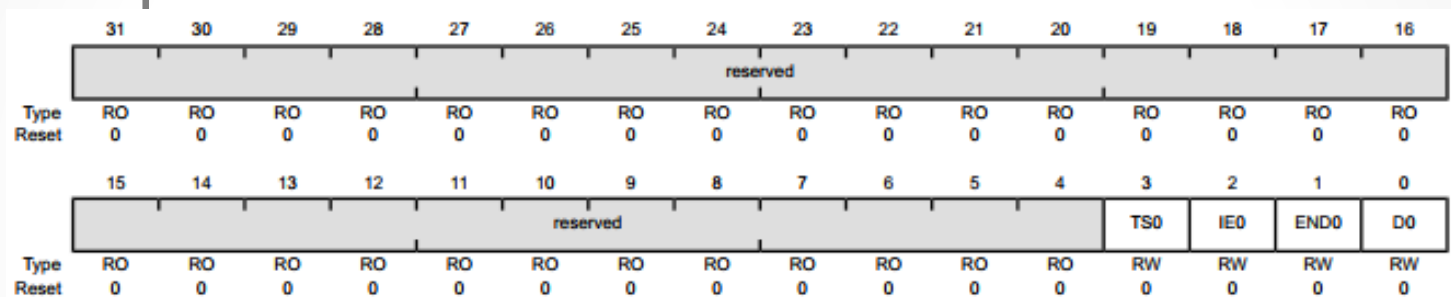 31 30 29 28 27 26 25 24 23 22 21 20 19 18 17 16
reserved
Type RO RO RO RO RO RO RO RO RO RO RO RO RO RO RO RO
Reset 0 0 0 0 0 0 0 0 0 0 0 0 0 0 0 0
15 14 13 12 11 10 9 8 7 6 5 4 3 2 1 0
reserved TS0 IE0 END0 D0
Type RO RO RO RO RO RO RO RO RO RO RO RO RW RW RW RW
Reset 0 0 0 0 0 0 0 0 0 0 0 0 0 0 0 0